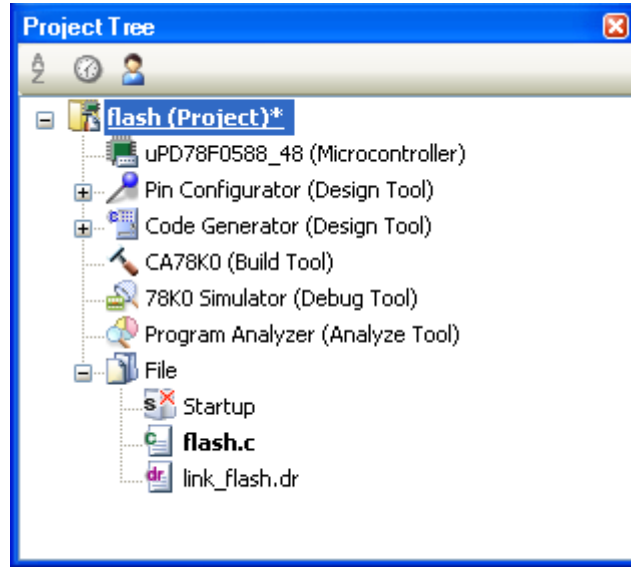 Project Tree
flash (Project)*
uPD78F0588_48 (Microcontroller)
Pin Configurator (Design Tool)
Code Generator (Design Tool)
CA78K0 (Build Tool)
78K0 Simulator (Debug Tool)
Program Analyzer (Analyze Tool)
File
Startup
flash.c
link_flash.dr